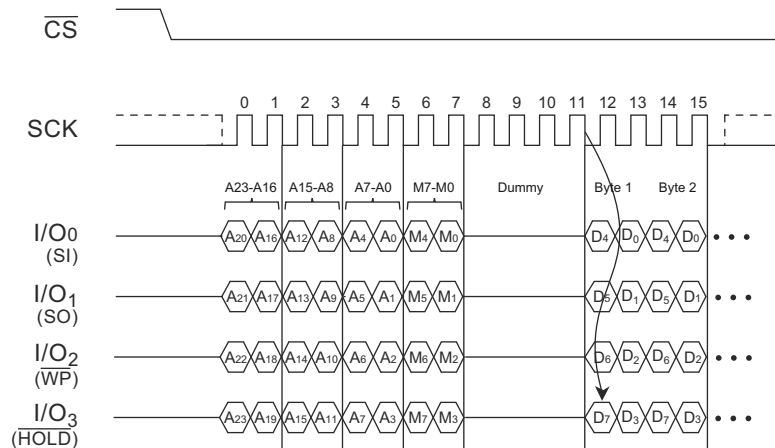 CS
0 1 2 3 4 5 6 7 8 9 10 11 12 13 14 15
SCK
A23-A16 A15-A8 A7-A0 M7-M0 Dummy Byte 1 Byte 2
I/O0 A20 A16 A12 A8 A4 A0 M4 M0 D4 D0 D4 D0
(SI)
I/O1 A21 A17 A13 A9 A5 A1 M5 M1 D5 D1 D5 D1
(SO)
I/O2 A22 A18 A14 A10 A6 A2 M6 M2 D6 D2 D6 D2
(WP)
I/O3 A23 A19 A15 A11 A7 A3 M7 M3 D7 D3 D7 D3
(HOLD)